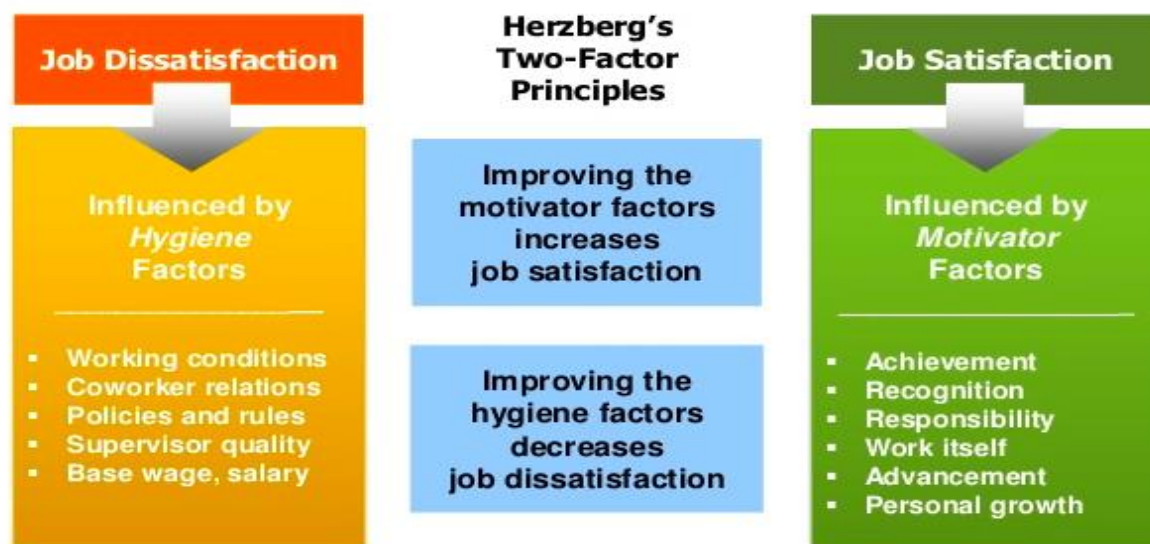 Job Dissatisfaction
Influenced by
Hygiene
Factors
▪ Working conditions
▪ Coworker relations
▪ Policies and rules
▪ Supervisor quality
▪ Base wage, salary
Herzberg's
Two-Factor
Principles
Improving the
motivator factors
increases
job satisfaction
Improving the
hygiene factors
decreases
job dissatisfaction
Job Satisfaction
Influenced by
Motivator
Factors
▪ Achievement
▪ Recognition
▪ Responsibility
▪ Work itself
▪ Advancement
▪ Personal growth